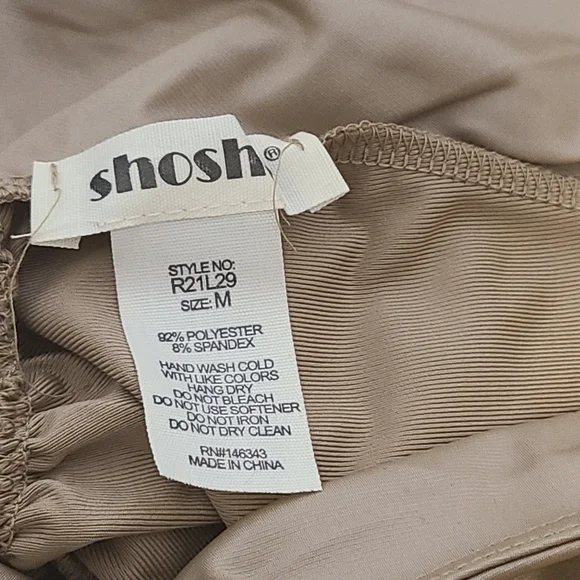 shosh®
STYLE NO:
R21L29
SIZE: M
92% POLYESTER
8% SPANDEX
HAND WASH COLD
WITH LIKE COLORS
HANG DRY
DO NOT BLEACH
DO NOT USE SOFTENER
DO NOT IRON
DO NOT DRY CLEAN
RN#146343
MADE IN CHINA